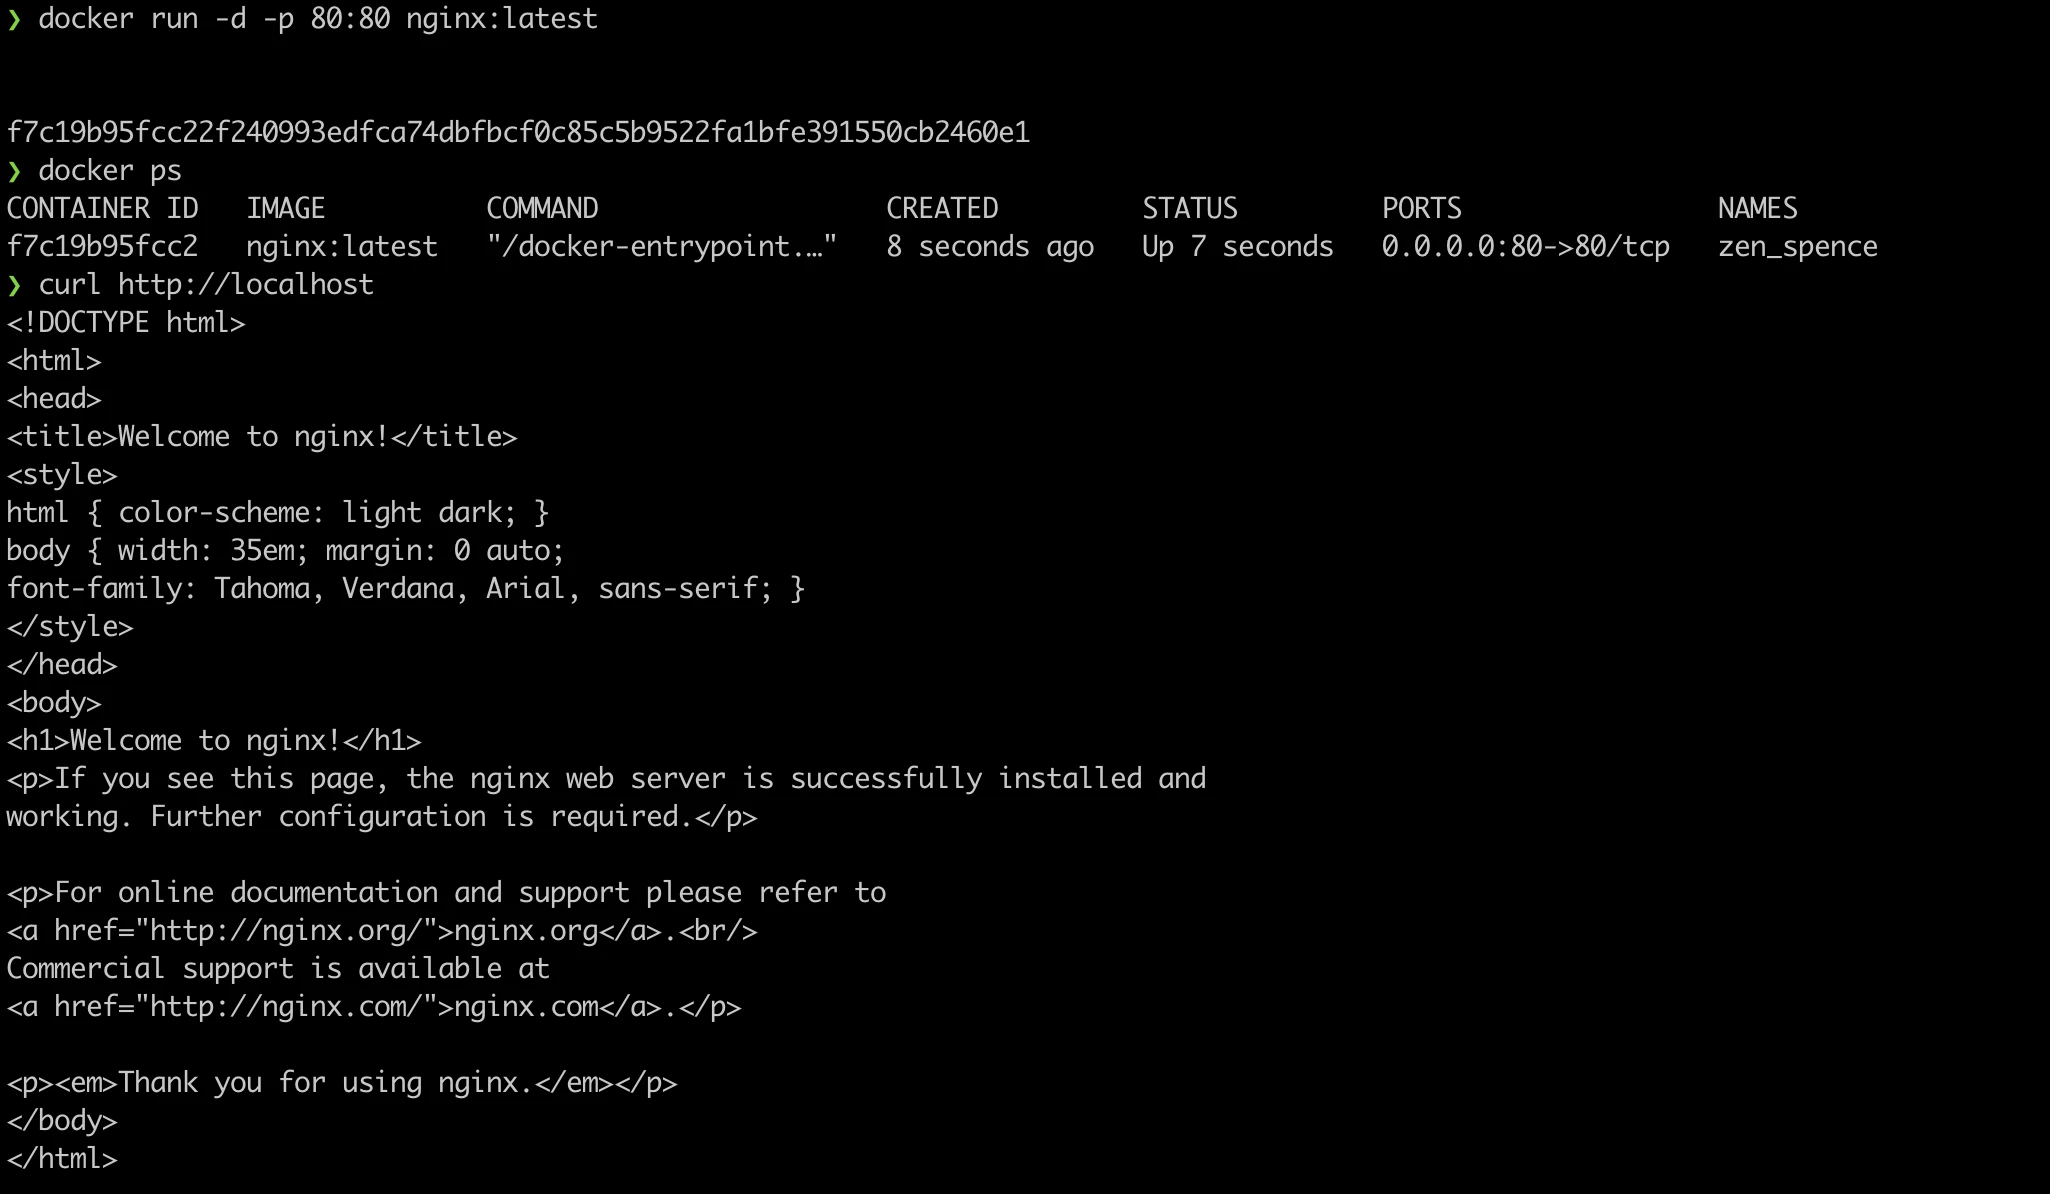 ❯ docker run -d -p 80:80 nginx:latest
f7c19b95fcc22f240993edfca74dbfbcf0c85c5b9522fa1bfe391550cb2460e1
❯ docker ps
CONTAINER ID   IMAGE          COMMAND                  CREATED         STATUS         PORTS                NAMES
f7c19b95fcc2   nginx:latest   "/docker-entrypoint.…"   8 seconds ago   Up 7 seconds   0.0.0.0:80->80/tcp   zen_spence
❯ curl http://localhost
<!DOCTYPE html>
<html>
<head>
<title>Welcome to nginx!</title>
<style>
html { color-scheme: light dark; }
body { width: 35em; margin: 0 auto;
font-family: Tahoma, Verdana, Arial, sans-serif; }
</style>
</head>
<body>
<h1>Welcome to nginx!</h1>
<p>If you see this page, the nginx web server is successfully installed and
working. Further configuration is required.</p>
<p>For online documentation and support please refer to
<a href="http://nginx.org/">nginx.org</a>.<br/>
Commercial support is available at
<a href="http://nginx.com/">nginx.com</a>.</p>
<p><em>Thank you for using nginx.</em></p>
</body>
</html>